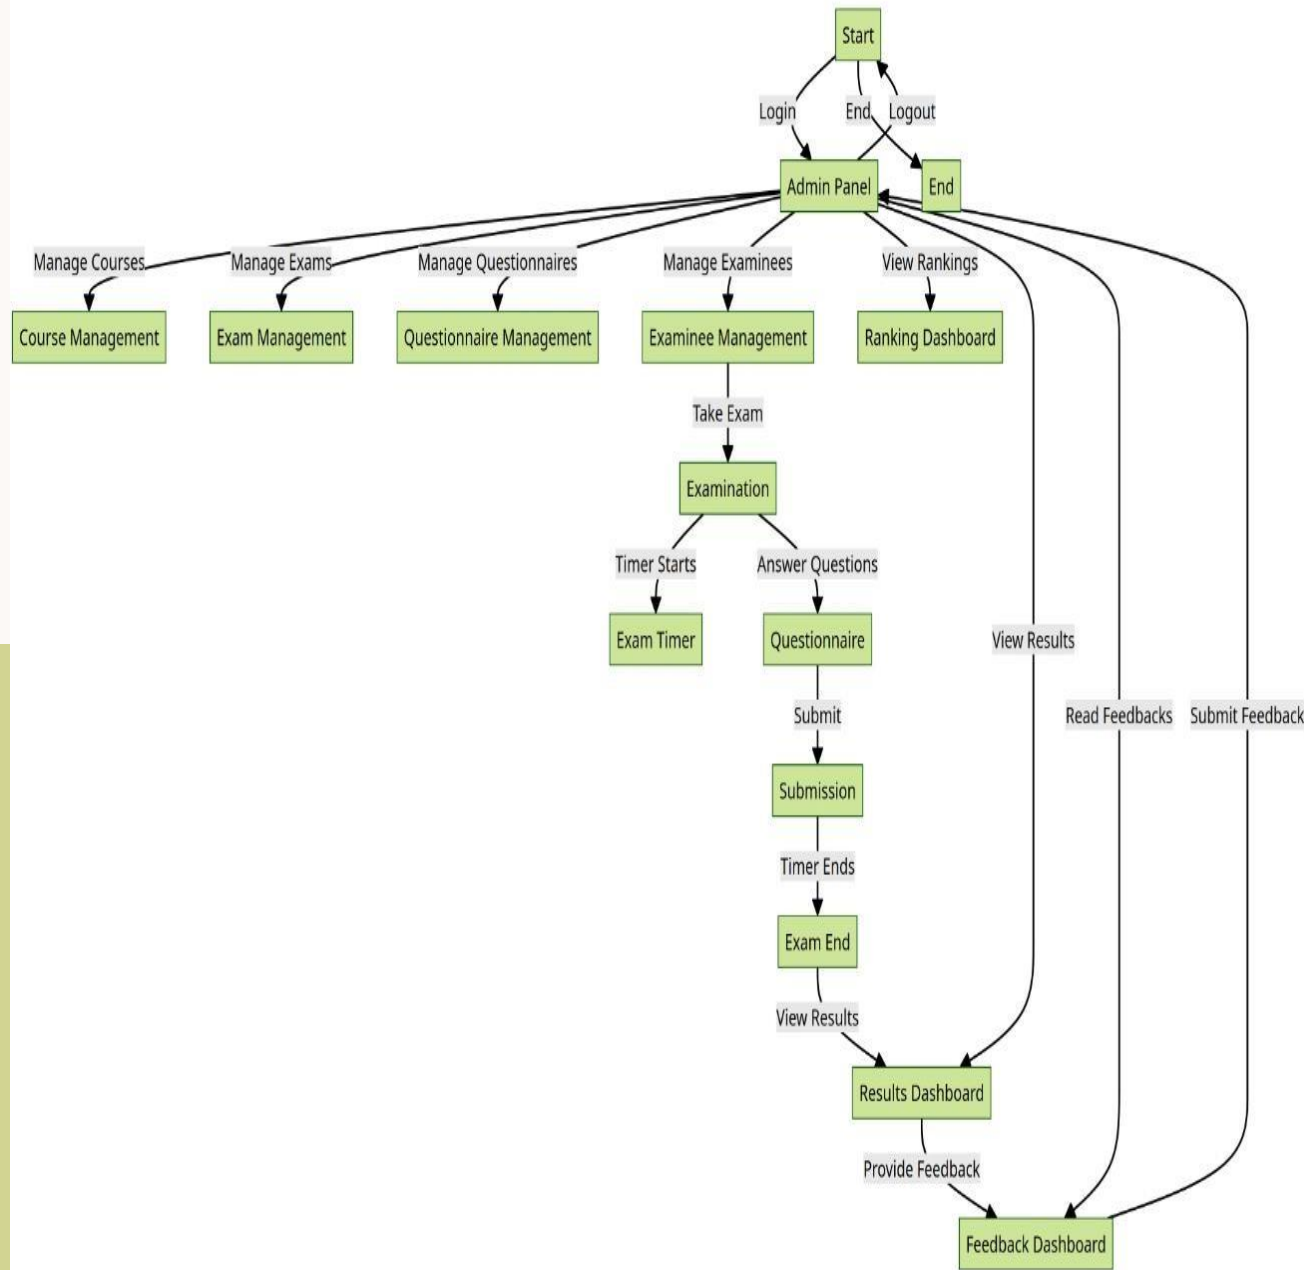 Start
Login
End
Logout
Admin Panel
End
Manage Courses
Manage Exams
Manage Questionnaires
Manage Examinees
View Rankings
Course Management
Exam Management
Questionnaire Management
Examinee Management
Ranking Dashboard
Take Exam
Examination
Timer Starts
Answer Questions
Exam Timer
Questionnaire
View Results
Submit
Read Feedbacks
Submit Feedback
Submission
Timer Ends
Exam End
View Results
Results Dashboard
Provide Feedback
Feedback Dashboard